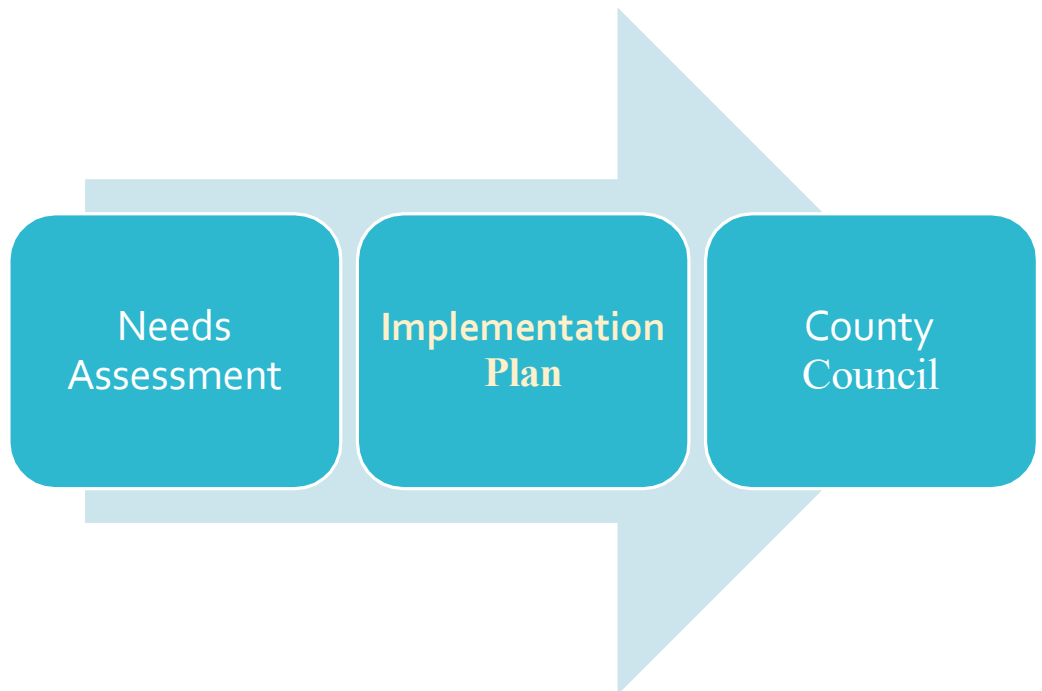 Needs
Assessment
Implementation
Plan
County
Council